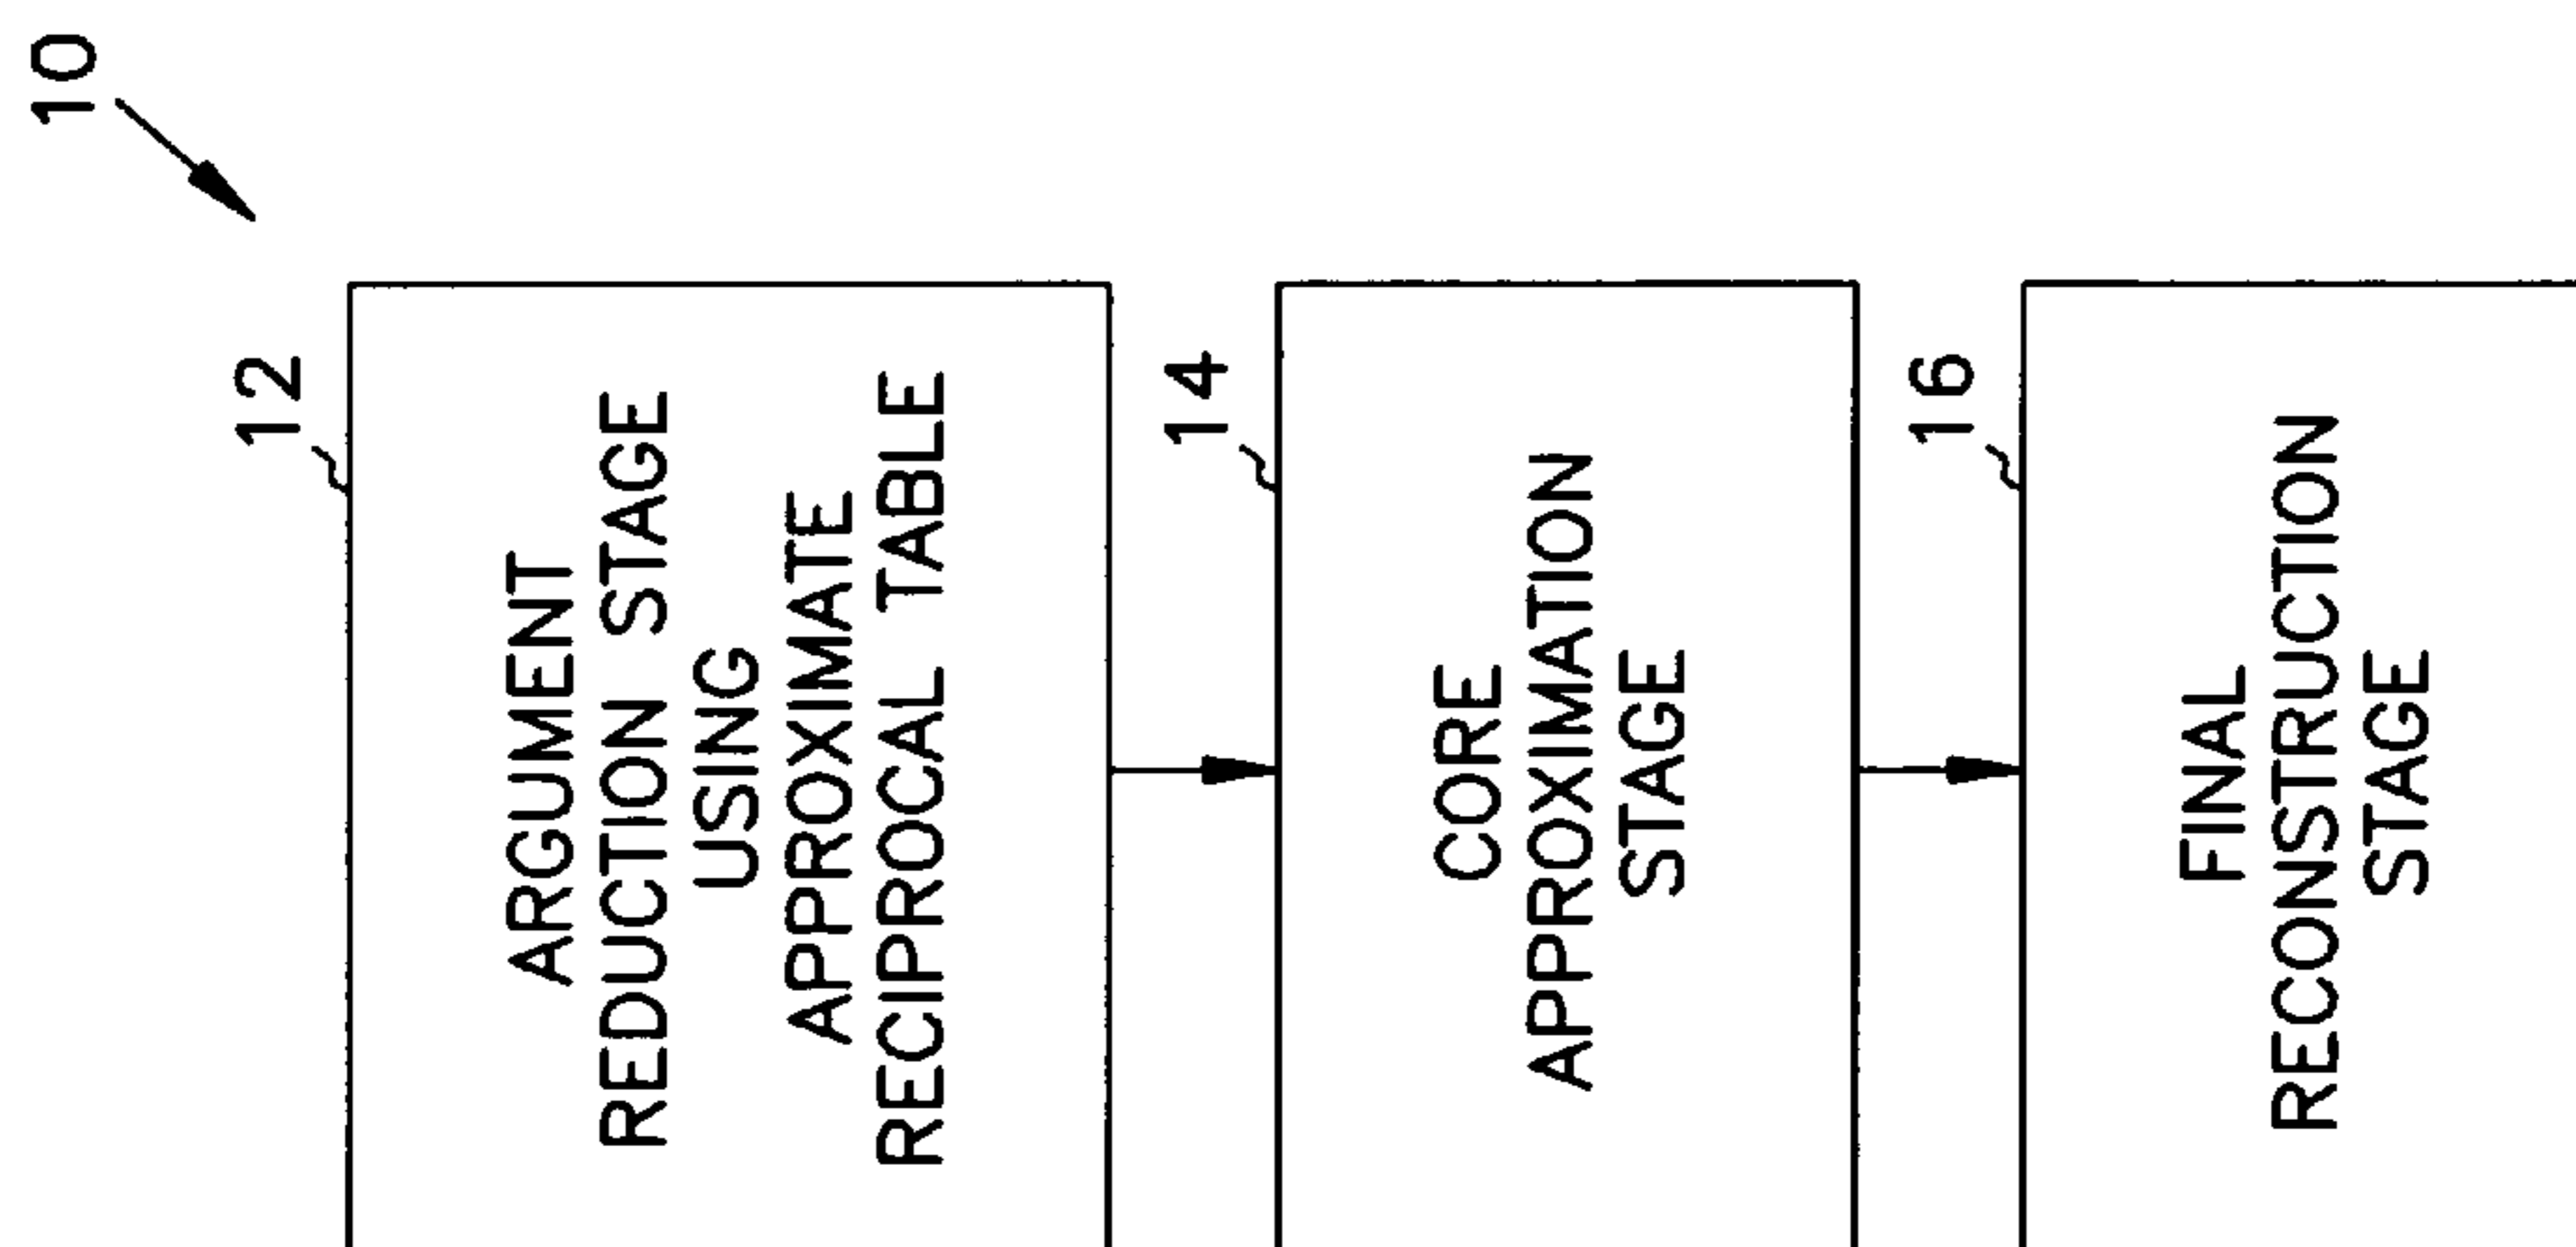 10
12
ARGUMENT
REDUCTION STAGE
USING
APPROXIMATE
RECIPROCAL TABLE
14
CORE
APPROXIMATION
STAGE
16
FINAL
RECONSTRUCTION
STAGE